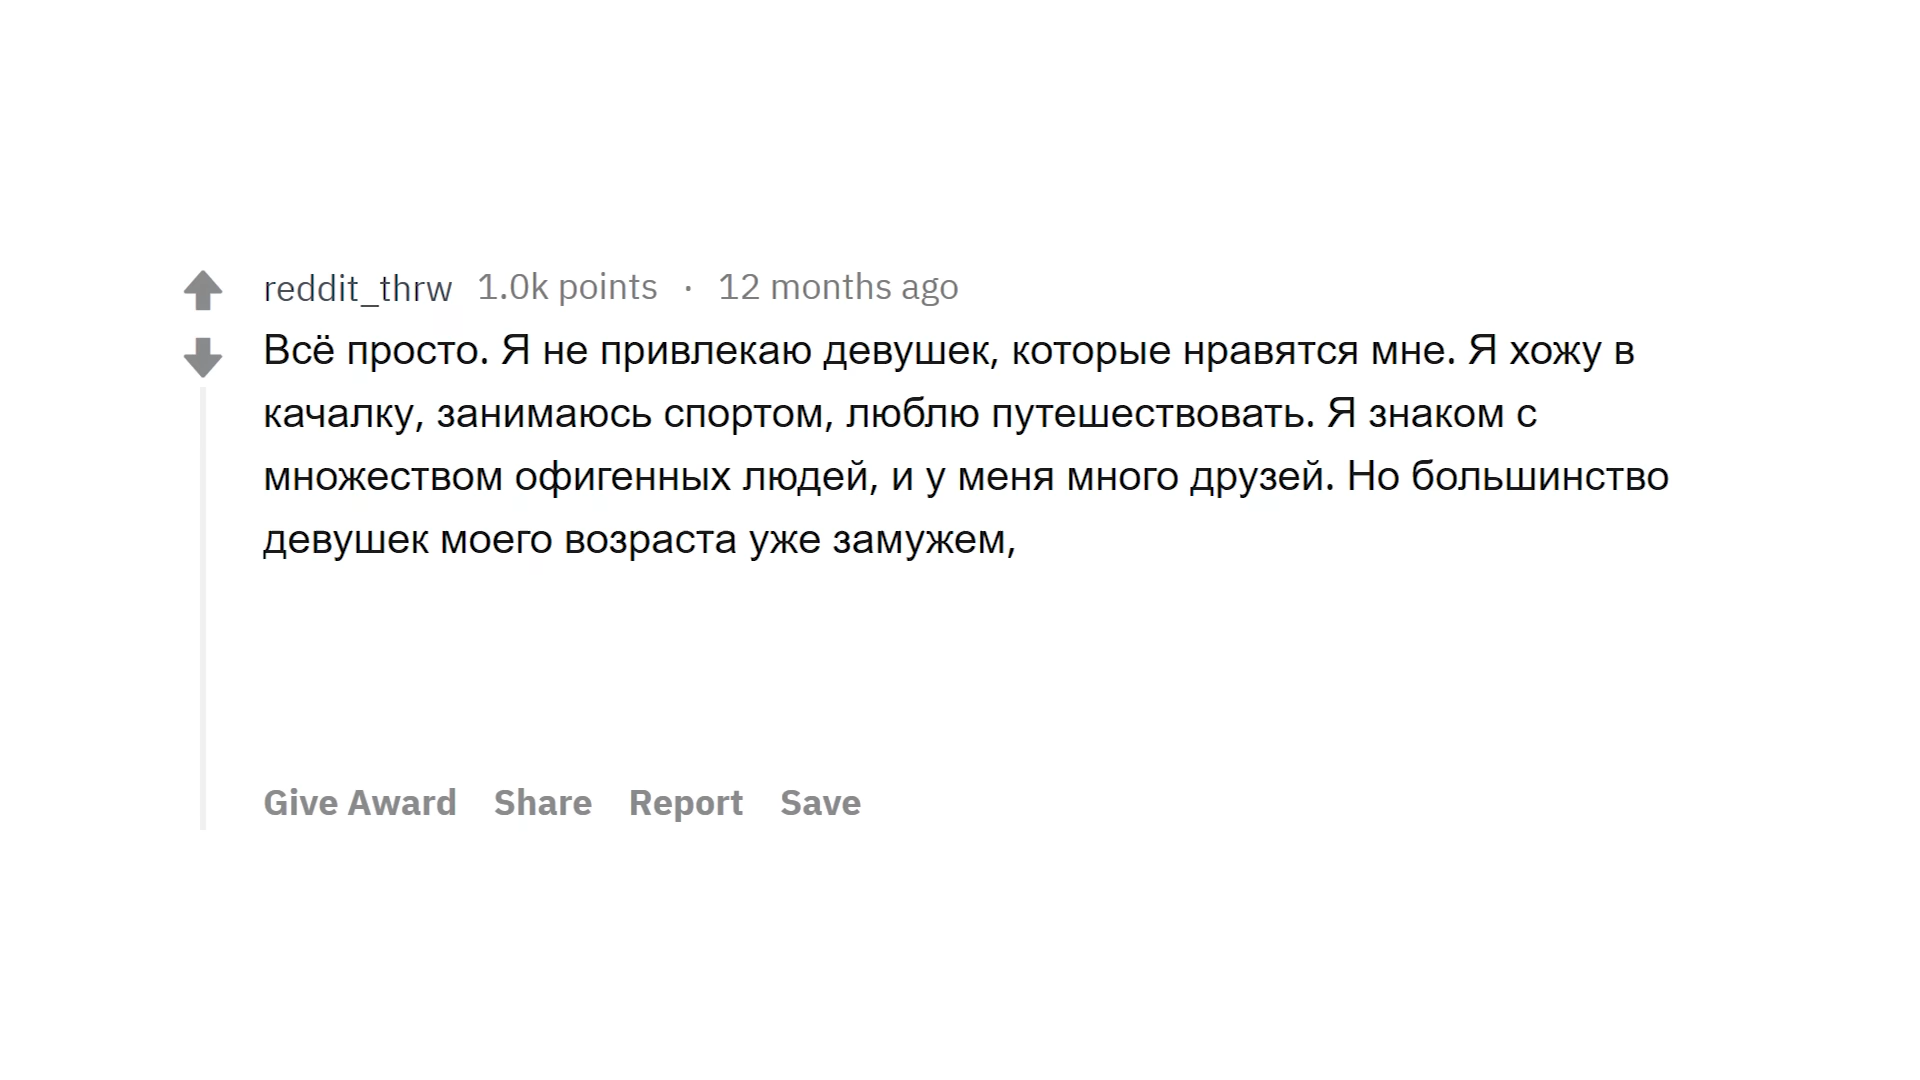 reddit_thrw 1.0k points · 12 months ago
Всё просто. Я не привлекаю девушек, которые нравятся мне. Я хожу в
качалку, занимаюсь спортом, люблю путешествовать. Я знаком с
множеством офигенных людей, и у меня много друзей. Но большинство
девушек моего возраста уже замужем,
Give Award Share Report Save